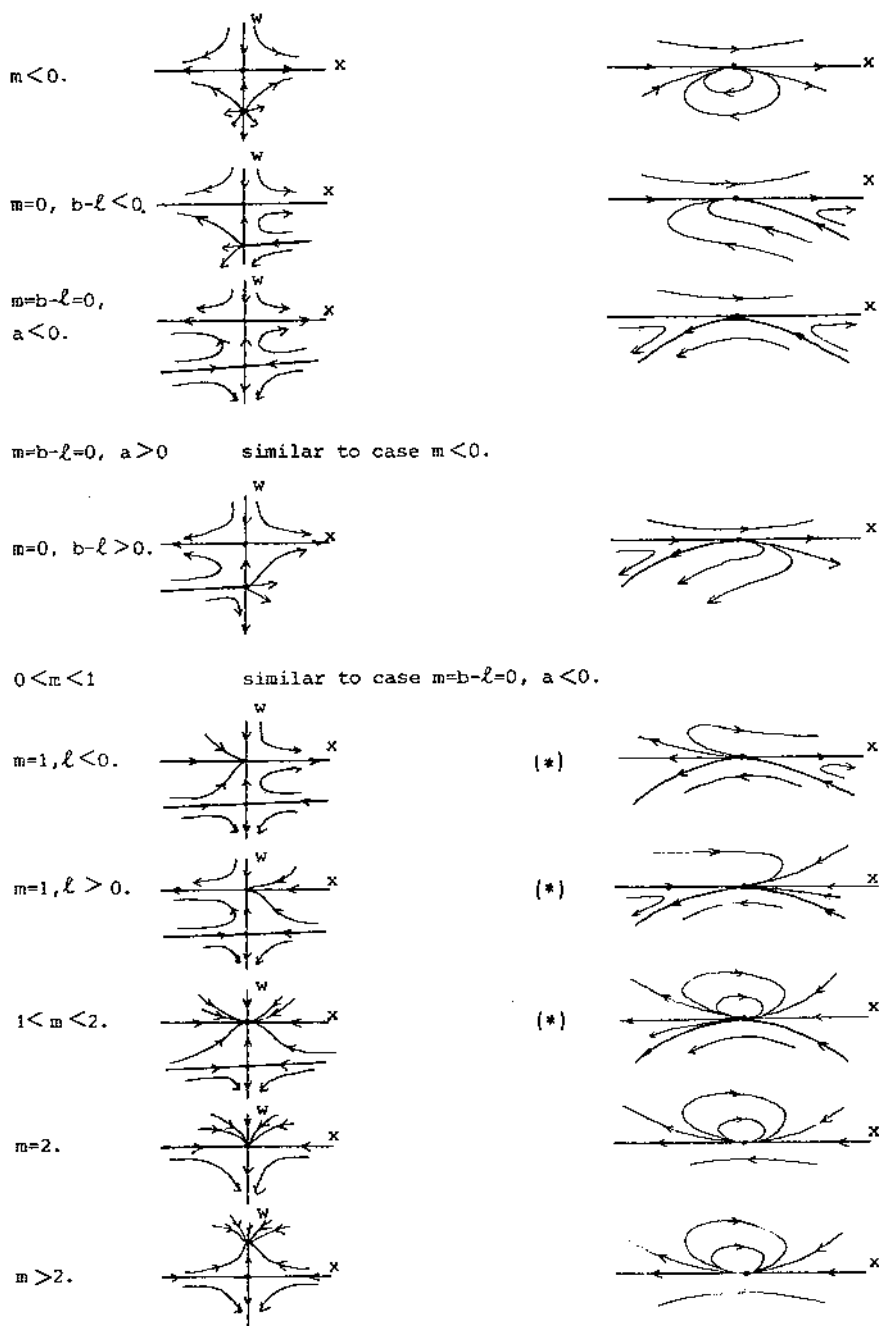 w
m<0. x x
w
m=0, b-ℓ<0. x x
w
m=b-ℓ=0,
a<0. x x
m=b-ℓ=0, a>0 similar to case m<0.
w
m=0, b-ℓ>0. x x
0<m<1 similar to case m=b-ℓ=0, a<0.
w
m=1,ℓ<0. x (*) x
w
m=1,ℓ>0. x (*) x
w
1<m<2. x (*) x
w
m=2. x x
w
m>2. x x